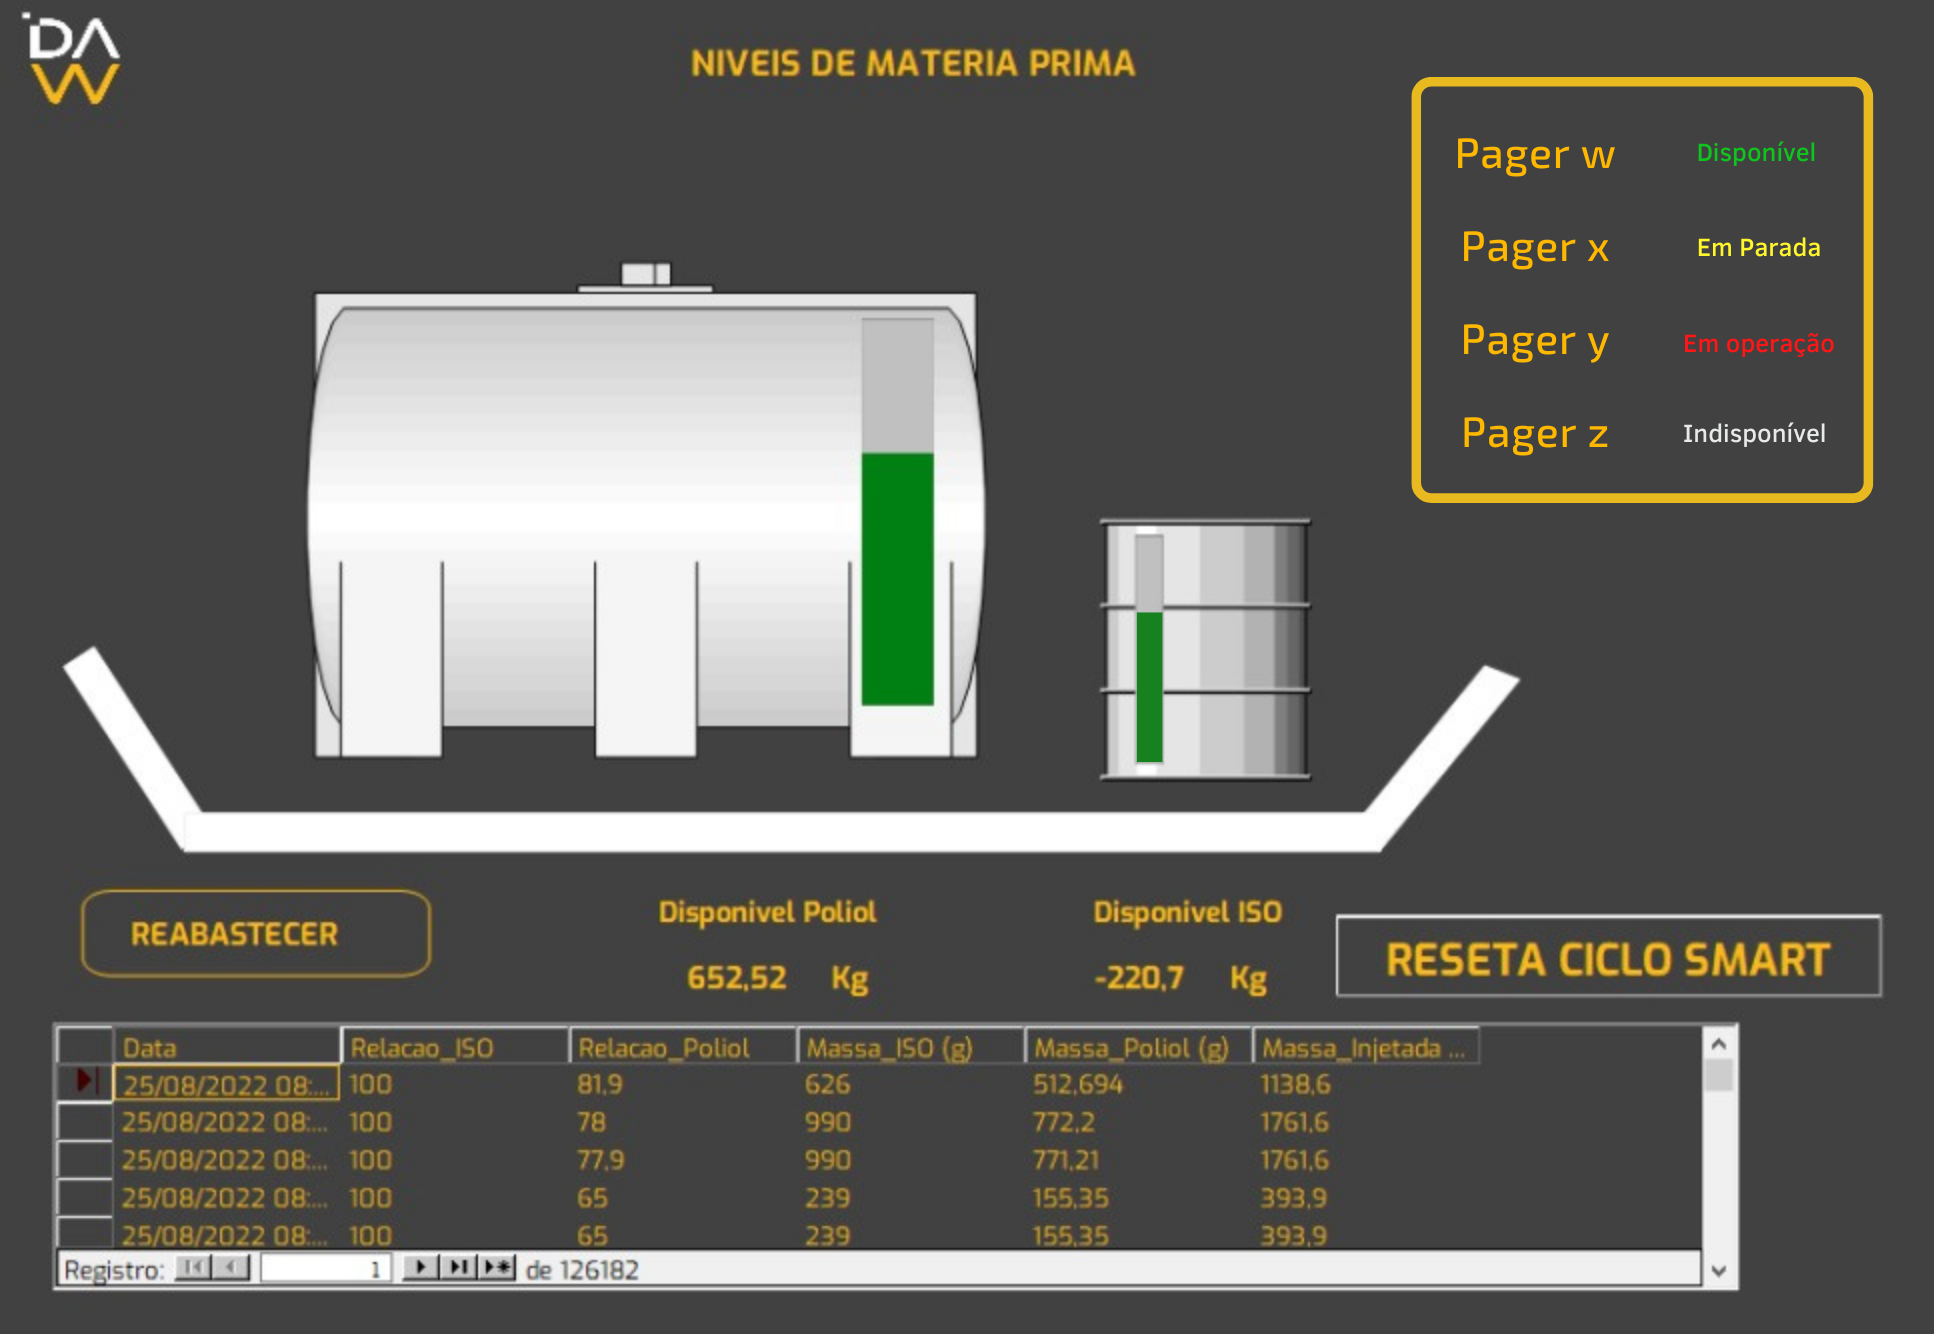 DAW
NIVEIS DE MATERIA PRIMA
Pager w Disponível
Pager x Em Parada
Pager y Em operação
Pager z Indisponível
REABASTECER
Disponivel Poliol
652,52 Kg
Disponivel ISO
-220,7 Kg
RESETA CICLO SMART
Data Relacao_ISO Relacao_Poliol Massa_ISO (g) Massa_Poliol (g) Massa_Injetada ...
25/08/2022 08:... 100 81,9 626 512,694 1138,6
25/08/2022 08:... 100 78 990 772,2 1761,6
25/08/2022 08:... 100 77,9 990 771,21 1761,6
25/08/2022 08:... 100 65 239 155,35 393,9
25/08/2022 08:... 100 65 239 155,35 393,9
Registro: 1 de 126182